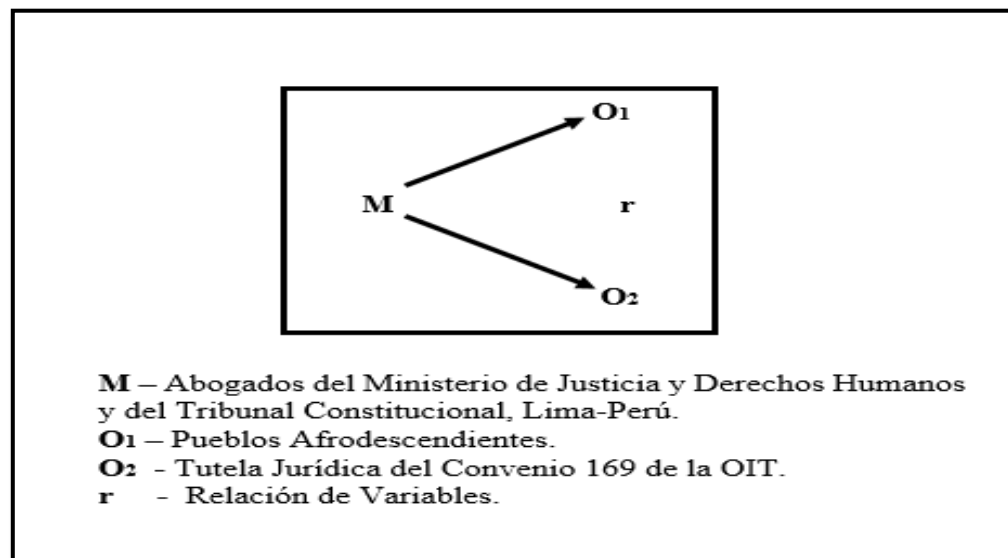 O1
M
r
O2
M – Abogados del Ministerio de Justicia y Derechos Humanos
y del Tribunal Constitucional, Lima-Perú.
O1 – Pueblos Afrodescendientes.
O2 - Tutela Jurídica del Convenio 169 de la OIT.
r - Relación de Variables.